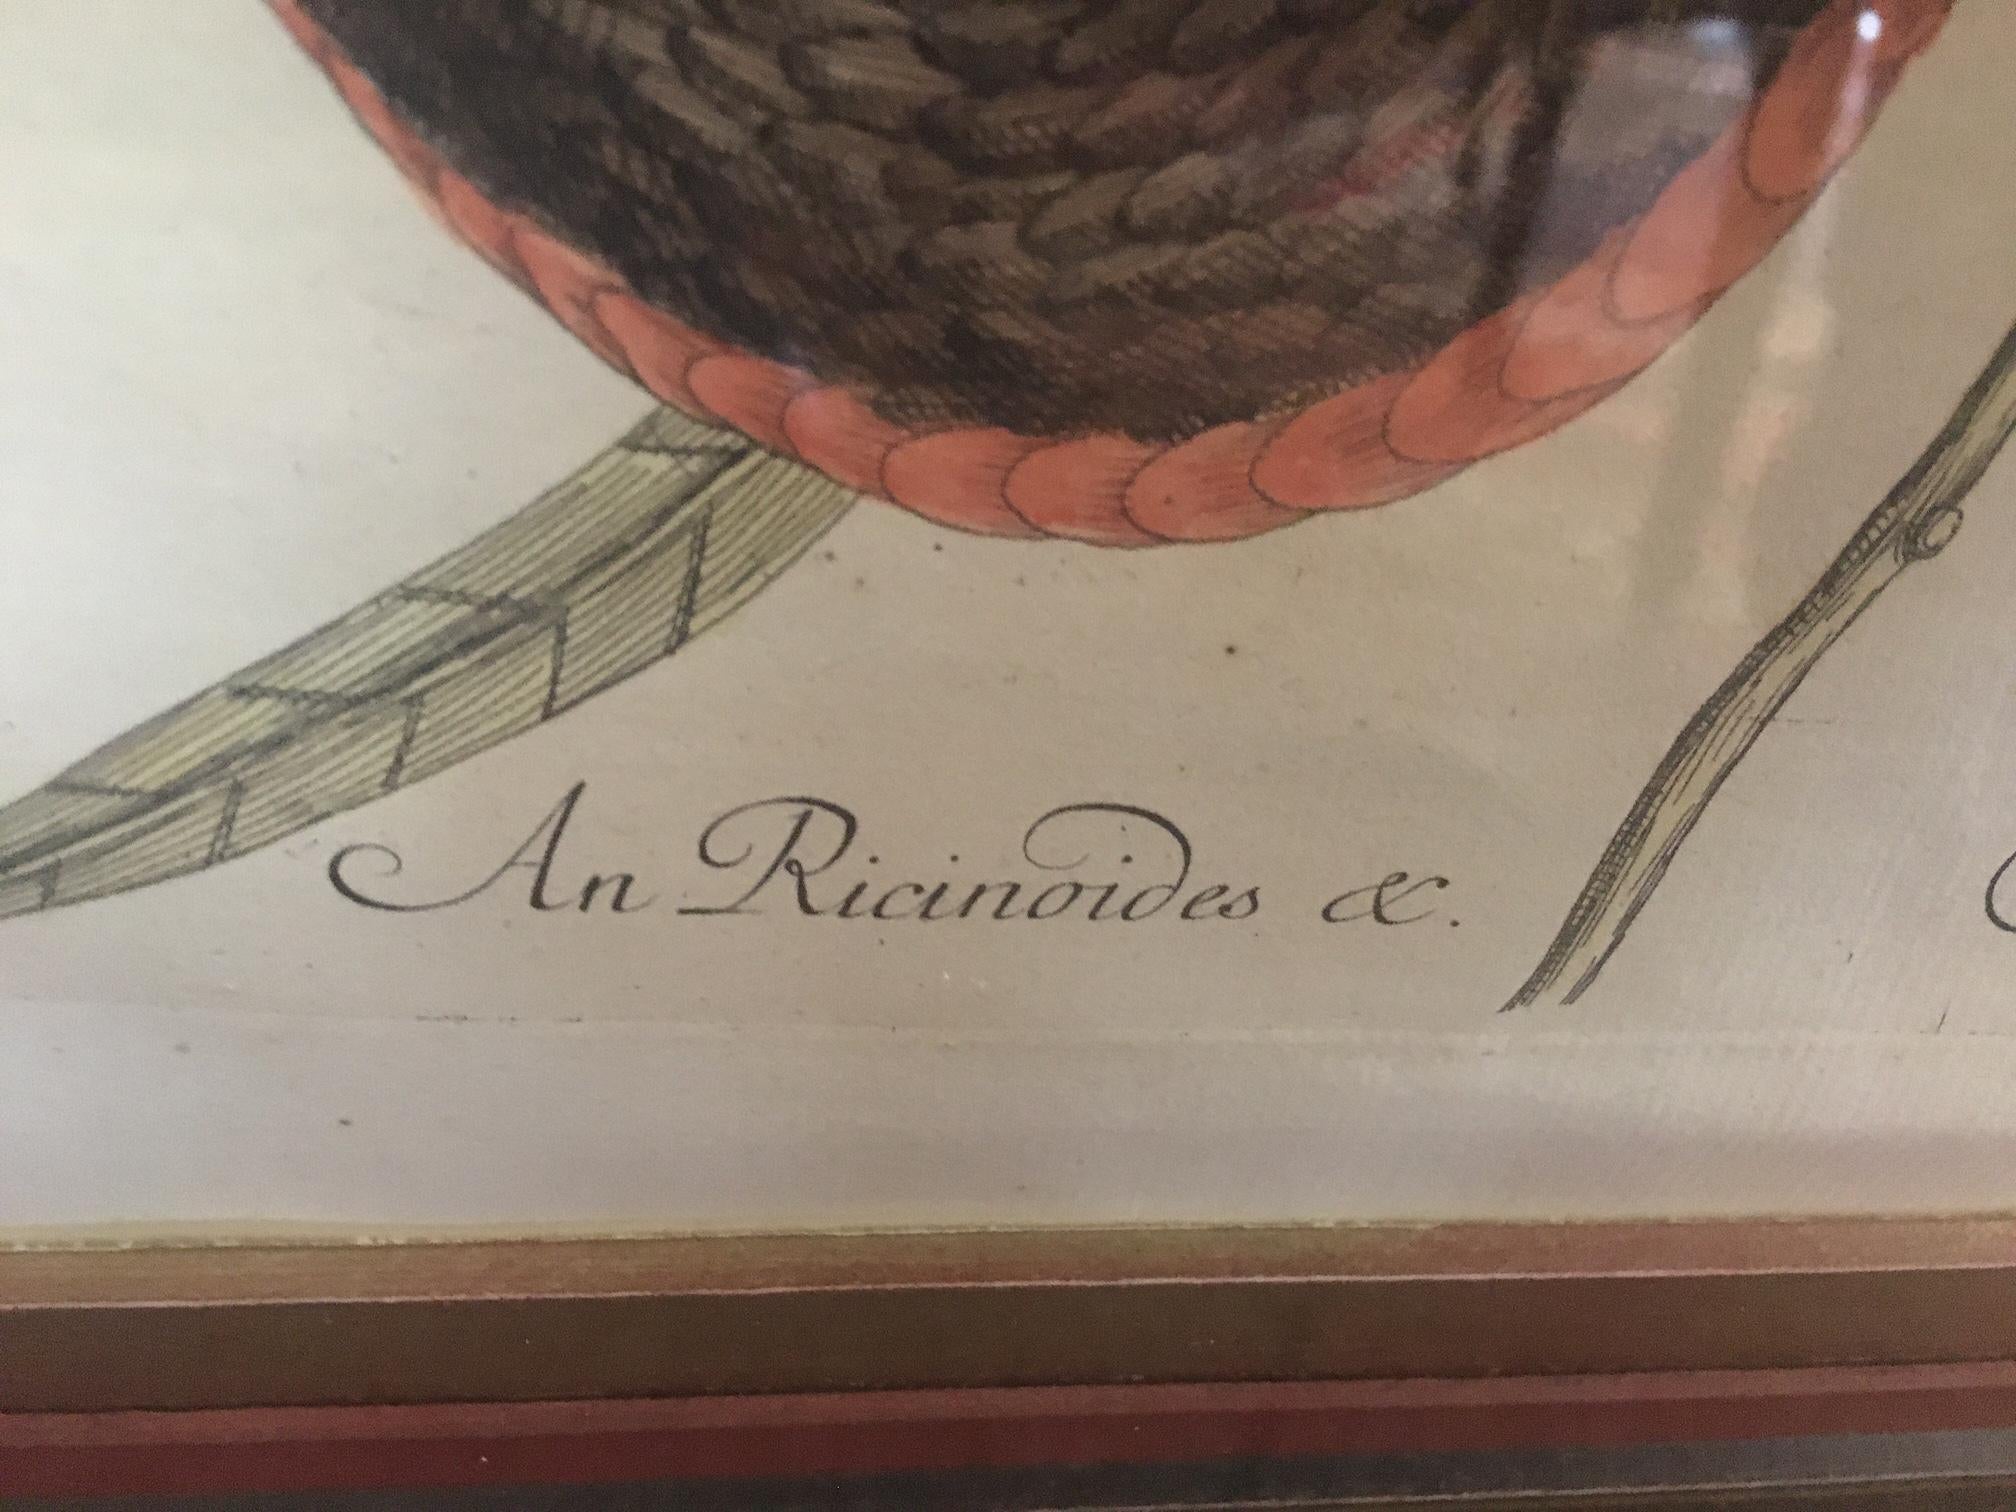 An Ricinoides &.